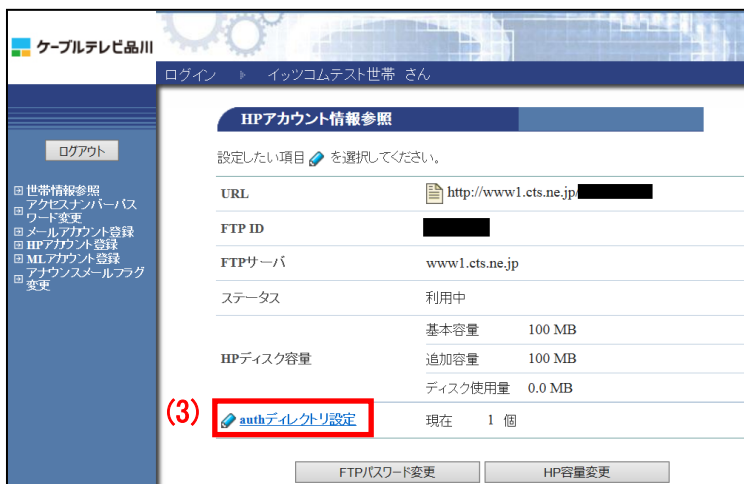 ケーブルテレビ品川
ログイン ▶ イッツコムテスト世帯 さん
ログアウト
世帯情報参照
アクセスナンバーパス
ワード変更
メールアカウント登録
HPアカウント登録
MLアカウント登録
アナウンスメールフラグ
変更
HPアカウント情報参照
設定したい項目 を選択してください。
URL http://www1.cts.ne.jp/
FTP ID
FTPサーバ www1.cts.ne.jp
ステータス 利用中
HPディスク容量
基本容量 100 MB
追加容量 100 MB
ディスク使用量 0.0 MB
(3) authディレクトリ設定 現在 1 個
FTPパスワード変更 HP容量変更